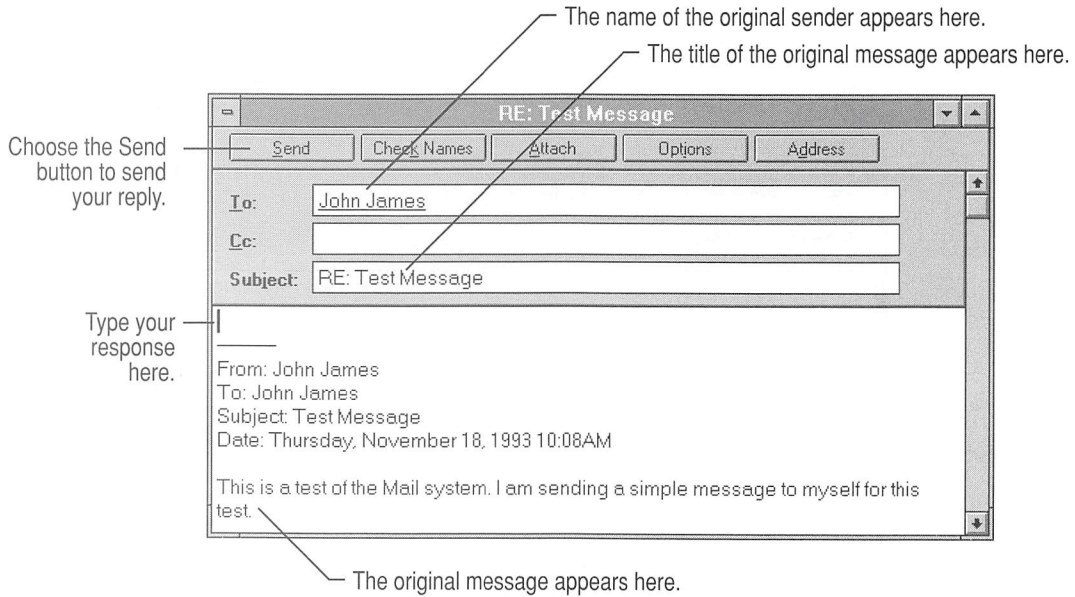 The name of the original sender appears here.
The title of the original message appears here.
RE: Test Message
Choose the Send
button to send
your reply.
Send
Check Names
Attach
Options
Address
To:
John James
Cc:
Subject:
RE: Test Message
Type your
response
here.
From: John James
To: John James
Subject: Test Message
Date: Thursday, November 18, 1993 10:08AM
This is a test of the Mail system. I am sending a simple message to myself for this
test.
The original message appears here.